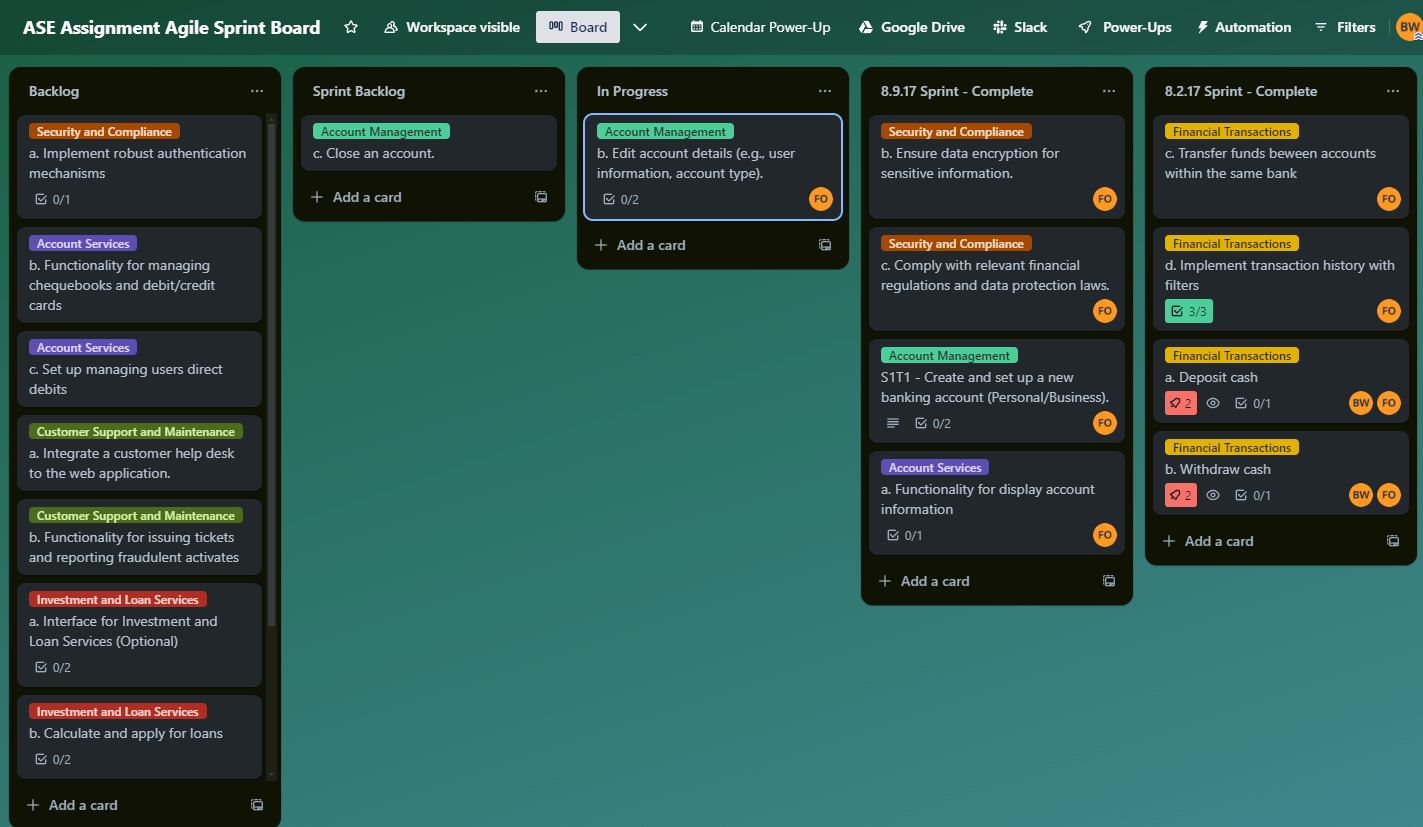 ASE Assignment Agile Sprint Board
Workspace visible
Board
Calendar Power-Up
Google Drive
Slack
Power-Ups
Automation
Filters
BW
Backlog
Security and Compliance
a. Implement robust authentication
mechanisms
0/1
Account Services
b. Functionality for managing
chequebooks and debit/credit
cards
Account Services
c. Set up managing users direct
debits
Customer Support and Maintenance
a. Integrate a customer help desk
to the web application.
Customer Support and Maintenance
b. Functionality for issuing tickets
and reporting fraudulent activates
Investment and Loan Services
a. Interface for Investment and
Loan Services (Optional)
0/2
Investment and Loan Services
b. Calculate and apply for loans
0/2
Add a card
Sprint Backlog
Account Management
c. Close an account.
Add a card
In Progress
Account Management
b. Edit account details (e.g., user
information, account type).
0/2
FO
Add a card
8.9.17 Sprint - Complete
Security and Compliance
b. Ensure data encryption for
sensitive information.
FO
Security and Compliance
c. Comply with relevant financial
regulations and data protection laws.
FO
Account Management
S1T1 - Create and set up a new
banking account (Personal/Business).
0/2
FO
Account Services
a. Functionality for display account
information
0/1
FO
Add a card
8.2.17 Sprint - Complete
Financial Transactions
c. Transfer funds beween accounts
within the same bank
FO
Financial Transactions
d. Implement transaction history with
filters
3/3
FO
Financial Transactions
a. Deposit cash
2
0/1
BW
FO
Financial Transactions
b. Withdraw cash
2
0/1
BW
FO
Add a card